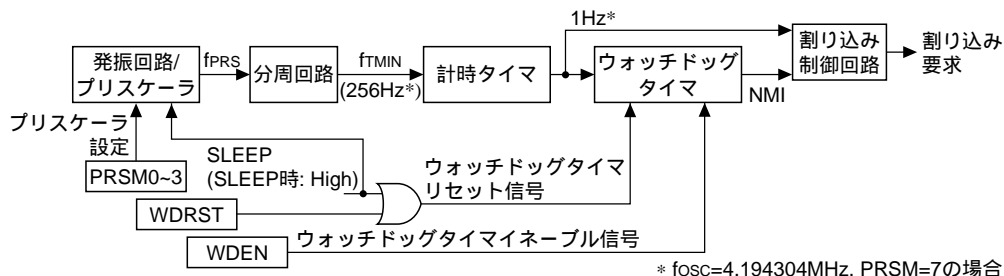 1Hz*
発振回路/
プリスケーラ
fPRS
分周回路
fTMIN
(256Hz*)
計時タイマ
ウォッチドッグ
タイマ
NMI
割り込み
制御回路
割り込み
要求
プリスケーラ
設定
PRSM0~3
SLEEP
(SLEEP時: High)
ウォッチドッグタイマ
リセット信号
WDRST
WDEN
ウォッチドッグタイマイネーブル信号
* fOSC=4.194304MHz, PRSM=7の場合